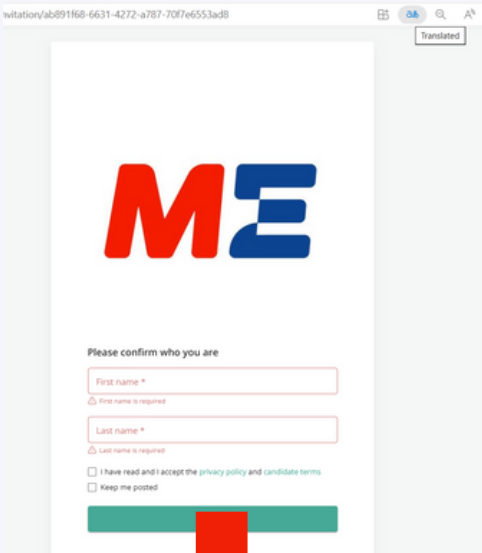 nvitation/ab891f68-6631-4272-a787-70f7e6553ad8
Translated
ME
Please confirm who you are
First name *
First name is required
Last name *
Last name is required
I have read and I accept the privacy policy and candidate terms
Keep me posted